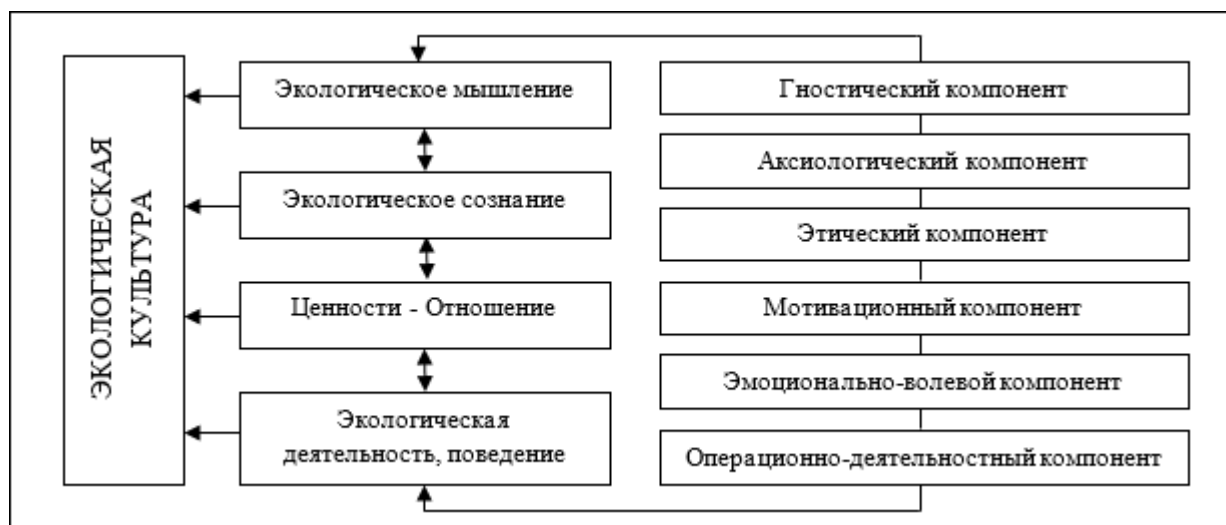 ЭКОЛОГИЧЕСКАЯ
КУЛЬТУРА
Экологическое мышление
Экологическое сознание
Ценности - Отношение
Экологическая
деятельность, поведение
Гностический компонент
Аксиологический компонент
Этический компонент
Мотивационный компонент
Эмоционально-волевой компонент
Операционно-деятельностный компонент